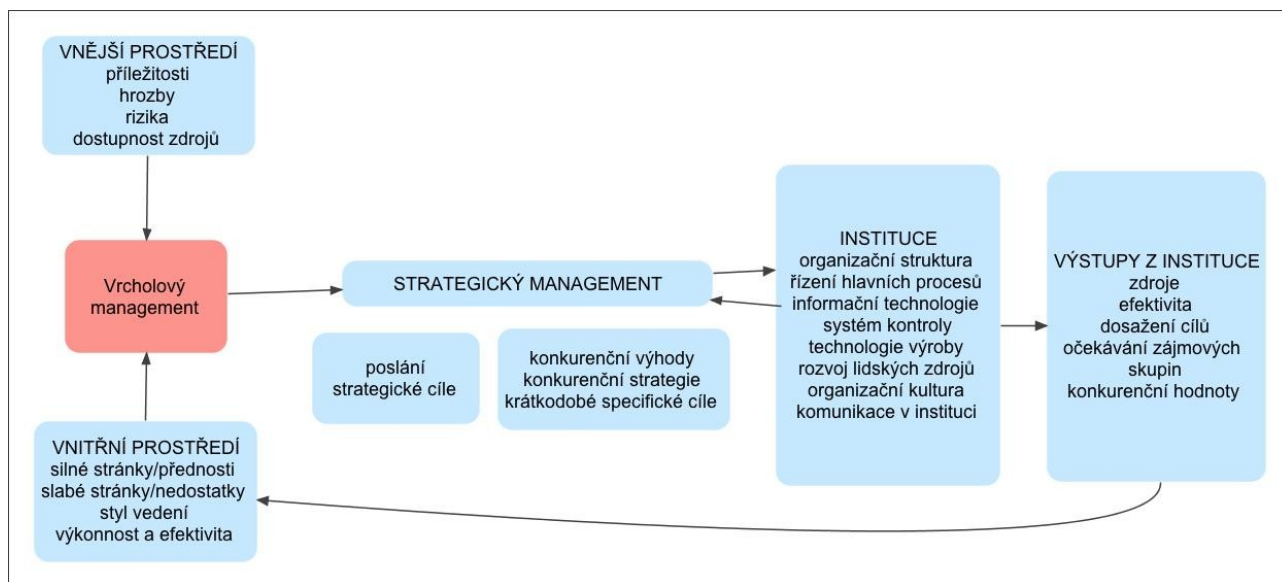 VNĚJŠÍ PROSTŘEDÍ
příležitosti
hrozby
rizika
dostupnost zdrojů
Vrcholový
management
VNITŘNÍ PROSTŘEDÍ
silné stránky/přednosti
slabé stránky/nedostatky
styl vedení
výkonnost a efektivita
STRATEGICKÝ MANAGEMENT
poslání
strategické cíle
konkurenční výhody
konkurenční strategie
krátkodobé specifické cíle
INSTITUCE
organizační struktura
řízení hlavních procesů
informační technologie
systém kontroly
technologie výroby
rozvoj lidských zdrojů
organizační kultura
komunikace v instituci
VÝSTUPY Z INSTITUCE
zdroje
efektivita
dosažení cílů
očekávání zájmových
skupin
konkurenční hodnoty